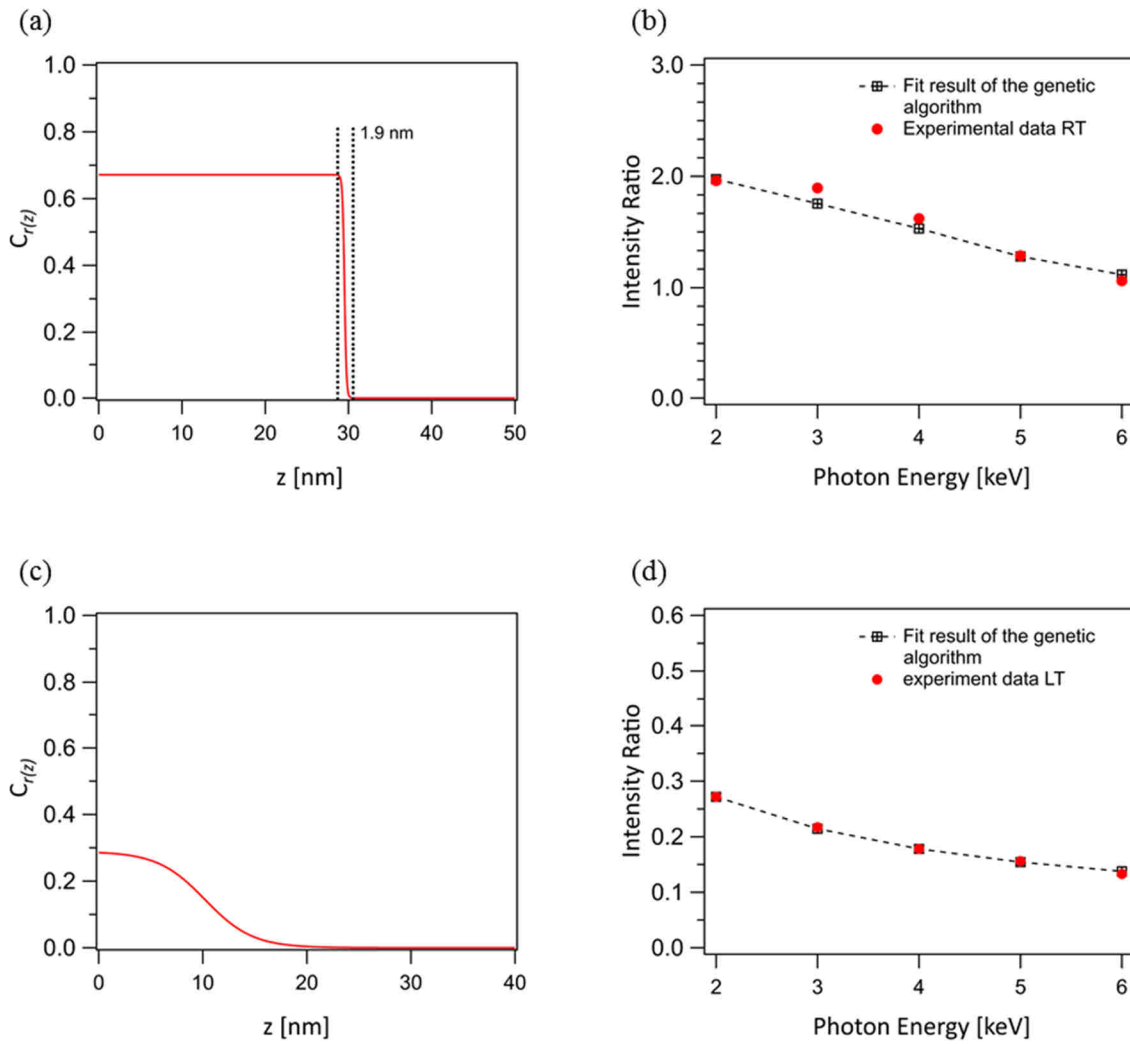 (a)
1.0
0.8
0.6
0.4
0.2
0.0
C_r(z)
1.9 nm
0
10
20
30
40
50
z [nm]
(b)
3.0
2.0
1.0
0.0
Intensity Ratio
Fit result of the genetic
algorithm
Experimental data RT
2
3
4
5
6
Photon Energy [keV]
(c)
1.0
0.8
0.6
0.4
0.2
0.0
C_r(z)
0
10
20
30
40
z [nm]
(d)
0.6
0.5
0.4
0.3
0.2
0.1
0.0
Intensity Ratio
Fit result of the genetic
algorithm
experiment data LT
2
3
4
5
6
Photon Energy [keV]